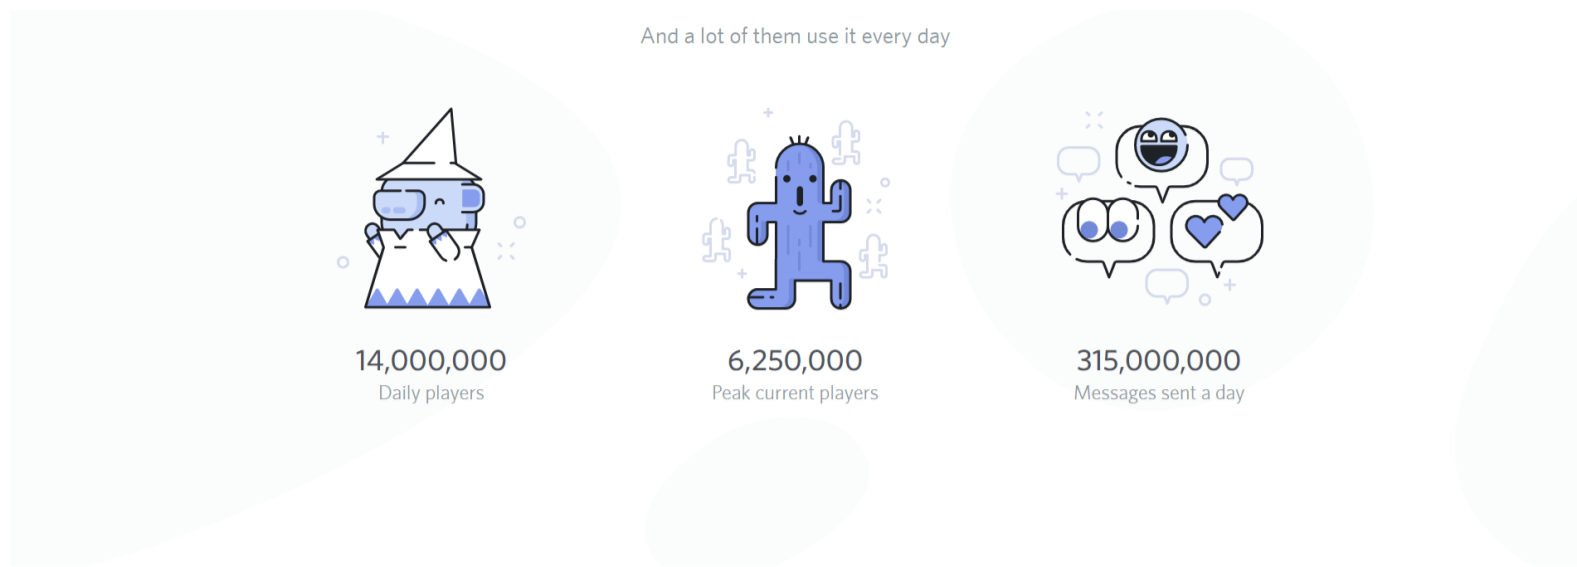 And a lot of them use it every day
14,000,000
Daily players
6,250,000
Peak current players
315,000,000
Messages sent a day